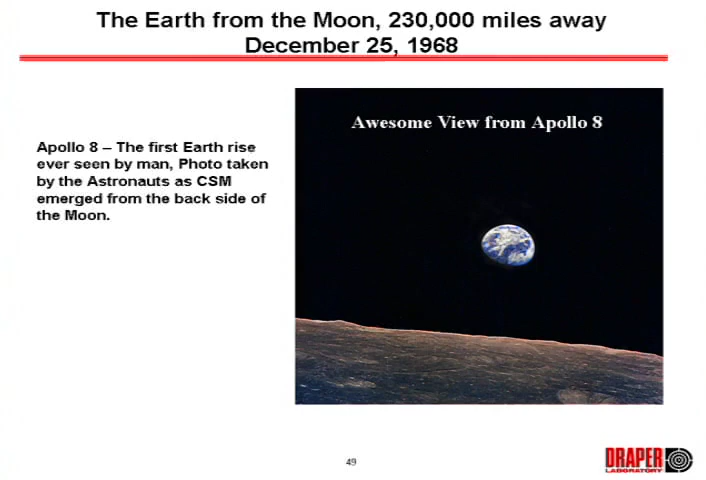 The Earth from the Moon, 230,000 miles away
December 25, 1968
Awesome View from Apollo 8
Apollo 8 – The first Earth rise
ever seen by man, Photo taken
by the Astronauts as CSM
emerged from the back side of
the Moon.
49
DRAPER
LABORATORY